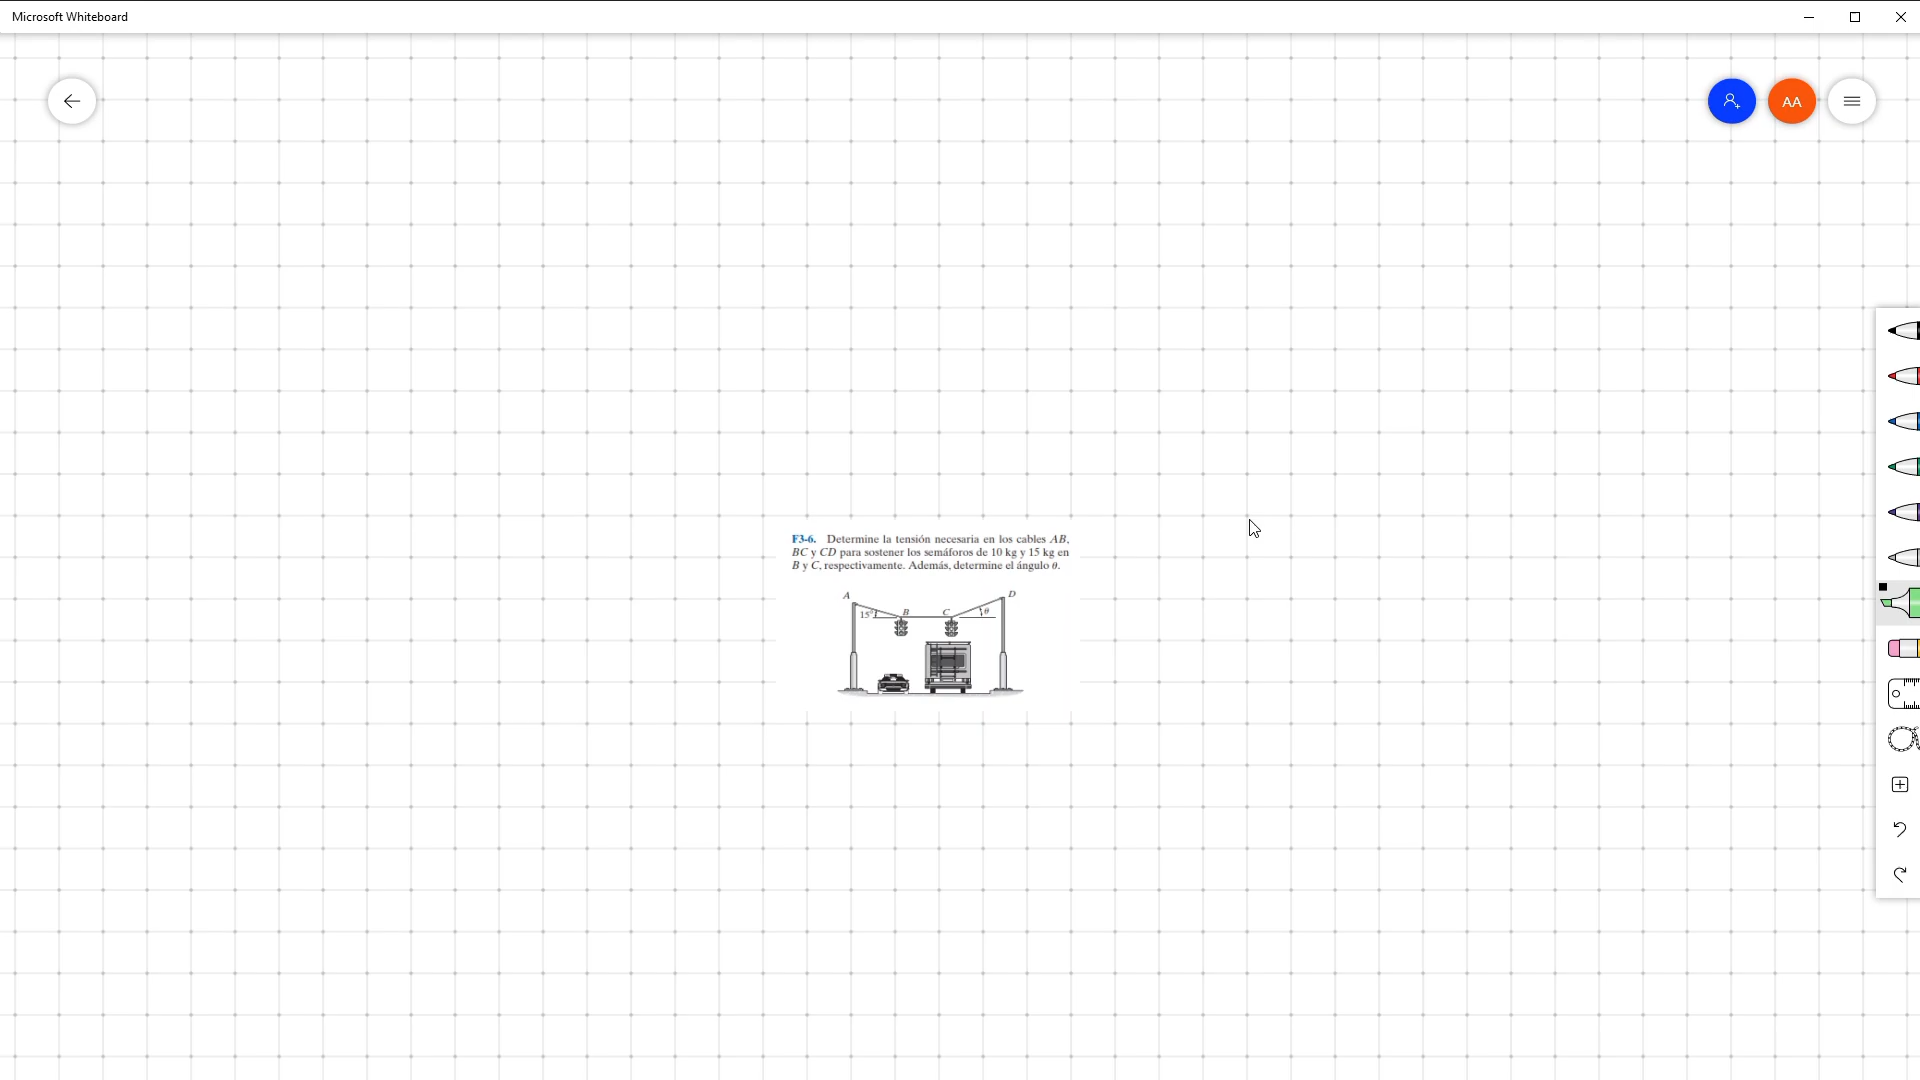 Microsoft Whiteboard
AA
F3-6. Determine la tensión necesaria en los cables AB,
BC y CD para sostener los semáforos de 10 kg y 15 kg en
B y C, respectivamente. Además, determine el ángulo θ.
A
D
15°
B
C
θ